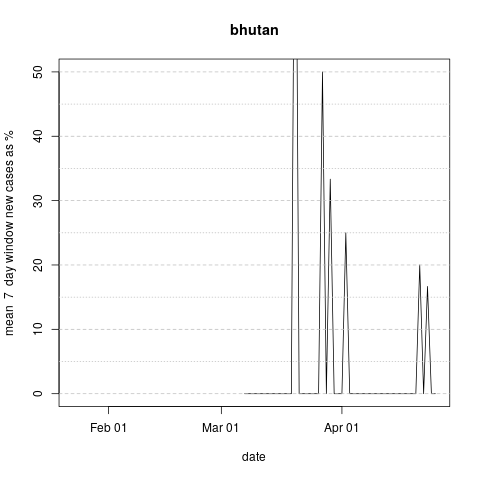 bhutan
mean 7 day window new cases as %
50
40
30
20
10
0
Feb 01
Mar 01
Apr 01
date